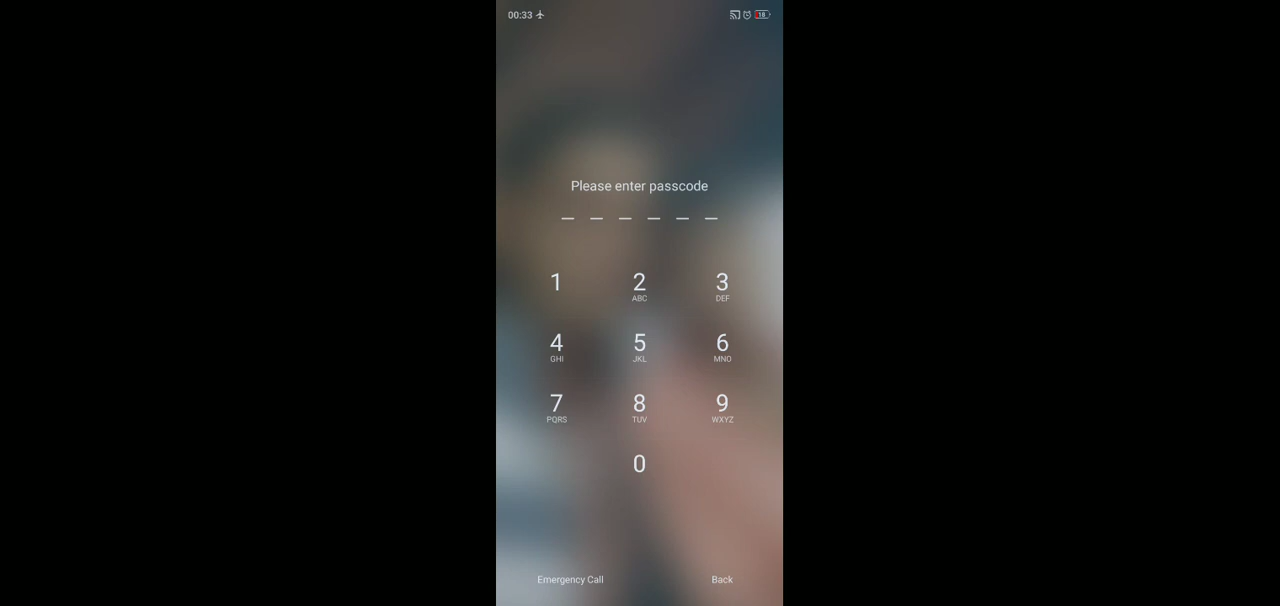 00:33 18
Please enter passcode
1 2 3
ABC DEF
4 5 6
GHI JKL MNO
7 8 9
PQRS TUV WXYZ
0
Emergency Call Back